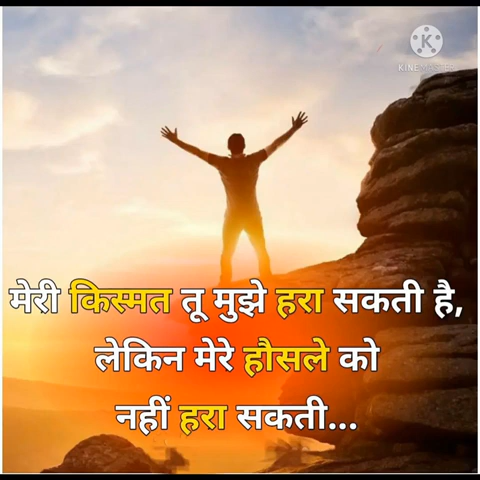 K
KINEMASTER
मेरी किस्मत तू मुझे हरा सकती है,
लेकिन मेरे हौसले को
नहीं हरा सकती...